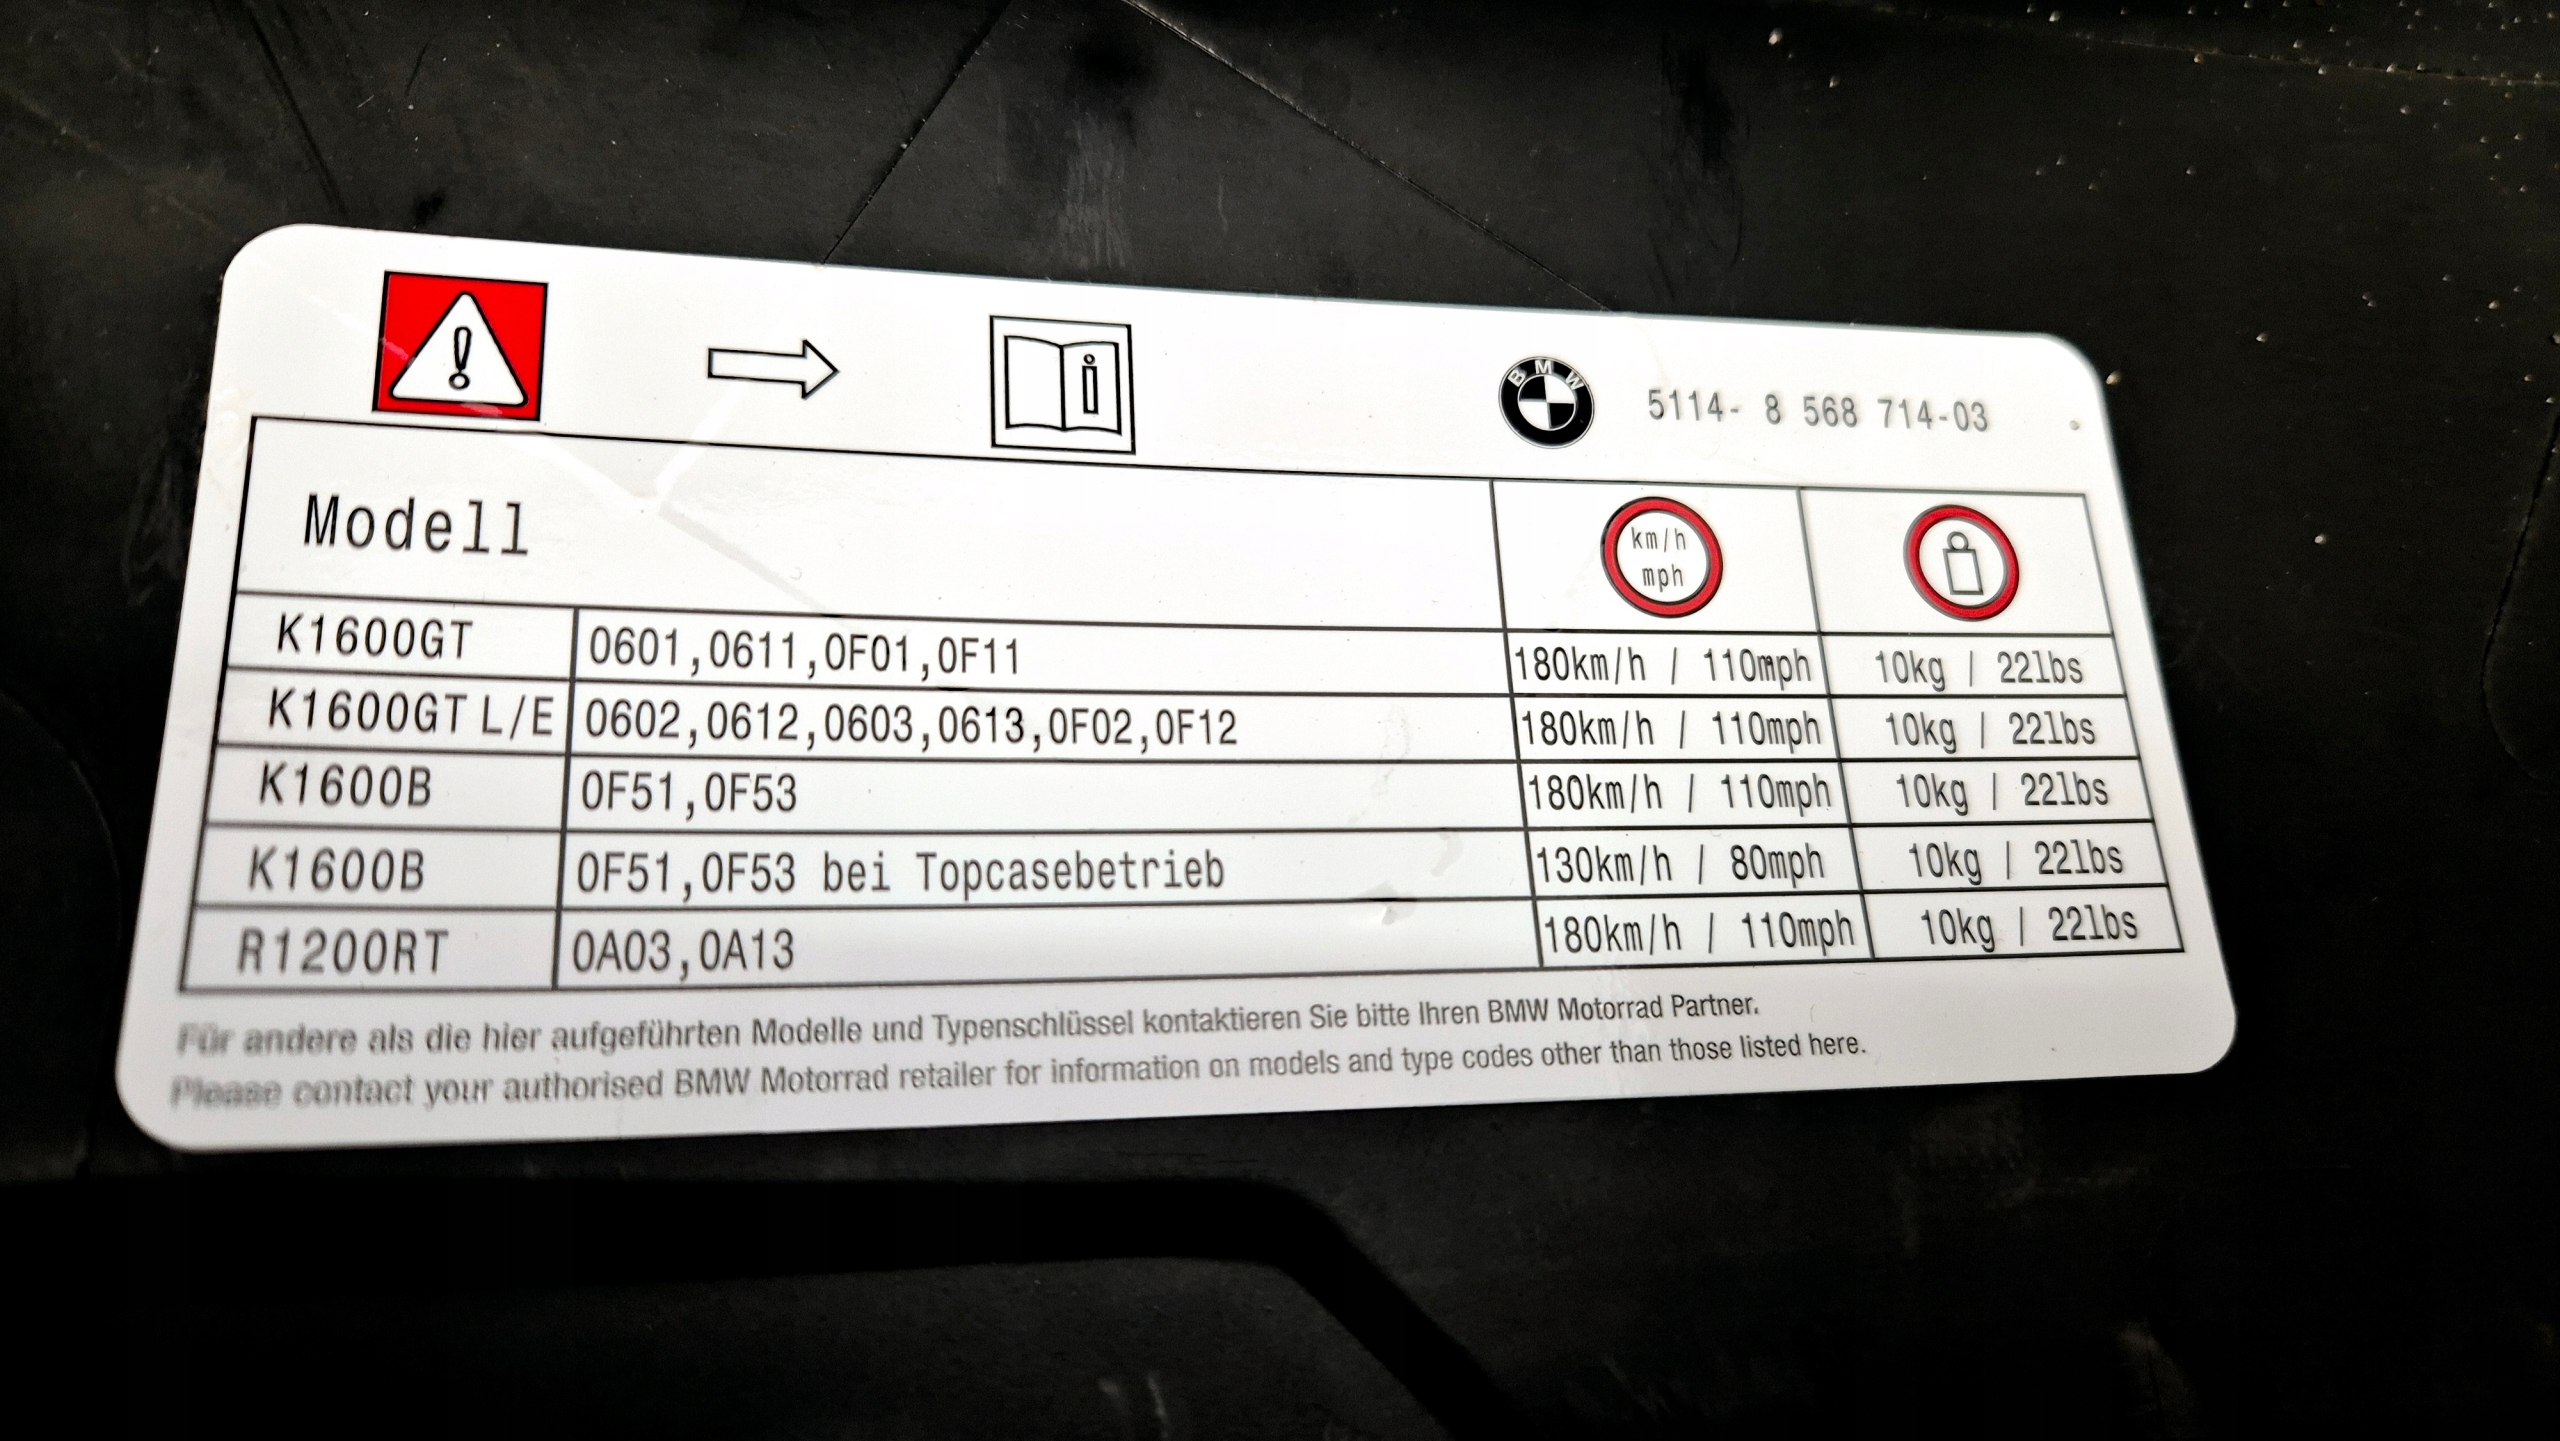 BMW 5114- 8 568 714-03
Modell km/h
mph
K1600GT 0601,0611,0F01,0F11 180km/h / 110mph 10kg / 22lbs
K1600GT L/E 0602,0612,0603,0613,0F02,0F12 180km/h / 110mph 10kg / 22lbs
K1600B 0F51,0F53 180km/h / 110mph 10kg / 22lbs
K1600B 0F51,0F53 bei Topcasebetrieb 130km/h / 80mph 10kg / 22lbs
R1200RT 0A03,0A13 180km/h / 110mph 10kg / 22lbs
Für andere als die hier aufgeführten Modelle und Typenschlüssel kontaktieren Sie bitte Ihren BMW Motorrad Partner.
Please contact your authorised BMW Motorrad retailer for information on models and type codes other than those listed here.